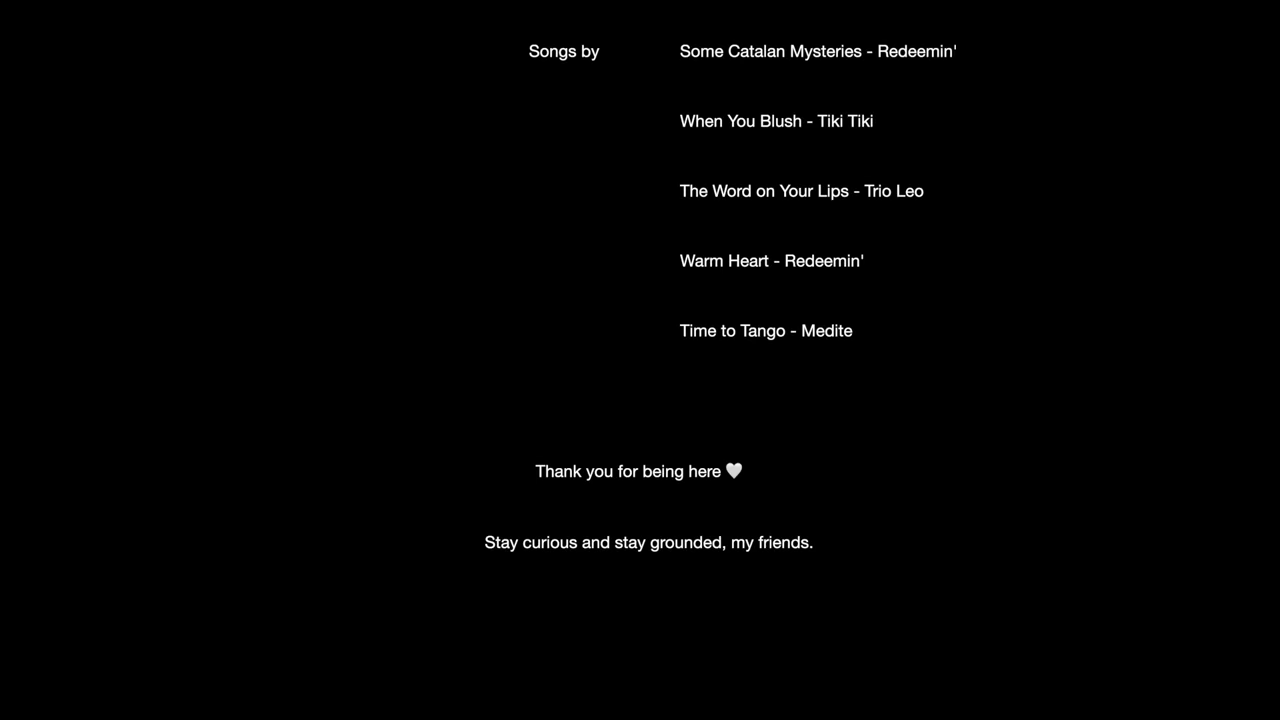 Songs by Some Catalan Mysteries - Redeemin'
When You Blush - Tiki Tiki
The Word on Your Lips - Trio Leo
Warm Heart - Redeemin'
Time to Tango - Medite
Thank you for being here 🤍
Stay curious and stay grounded, my friends.